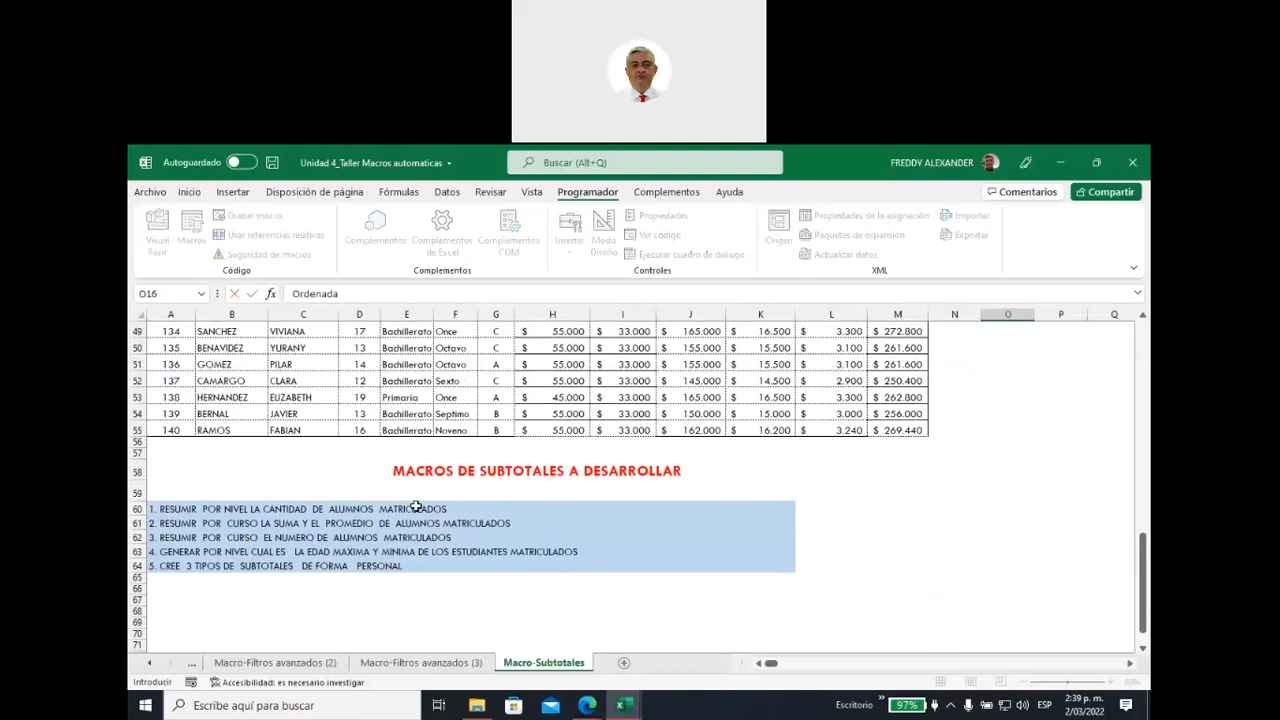 Autoguardado Unidad 4_Taller Macros automaticas Buscar (Alt+Q) FREDDY ALEXANDER
Archivo Inicio Insertar Disposición de página Fórmulas Datos Revisar Vista Programador Complementos Ayuda Comentarios Compartir
Visual Basic
Macros
Grabar macro
Usar referencias relativas
Seguridad de macros
Código
Complementos
Complementos de Excel
Complementos COM
Complementos
Insertar
Modo Diseño
Propiedades
Ver código
Ejecutar cuadro de diálogo
Controles
Origen
Propiedades de la asignación
Paquetes de expansión
Actualizar datos
Importar
Exportar
XML
O16 fx Ordenada
A B C D E F G H I J K L M N O P Q
49 134 SANCHEZ VIVIANA 17 Bachillerato Once C $ 55.000 $ 33.000 $ 165.000 $ 16.500 $ 3.300 $ 272.800
50 135 BENAVIDEZ YURANY 13 Bachillerato Octavo C $ 55.000 $ 33.000 $ 155.000 $ 15.500 $ 3.100 $ 261.600
51 136 GOMEZ PILAR 14 Bachillerato Octavo A $ 55.000 $ 33.000 $ 155.000 $ 15.500 $ 3.100 $ 261.600
52 137 CAMARGO CLARA 12 Bachillerato Sexto C $ 55.000 $ 33.000 $ 145.000 $ 14.500 $ 2.900 $ 250.400
53 138 HERNANDEZ ELIZABETH 19 Primaria Once A $ 45.000 $ 33.000 $ 165.000 $ 16.500 $ 3.300 $ 262.800
54 139 BERNAL JAVIER 13 Bachillerato Septimo B $ 55.000 $ 33.000 $ 150.000 $ 15.000 $ 3.000 $ 256.000
55 140 RAMOS FABIAN 16 Bachillerato Noveno B $ 55.000 $ 33.000 $ 162.000 $ 16.200 $ 3.240 $ 269.440
56
57
58 MACROS DE SUBTOTALES A DESARROLLAR
59
60 1. RESUMIR POR NIVEL LA CANTIDAD DE ALUMNOS MATRICULADOS
61 2. RESUMIR POR CURSO LA SUMA Y EL PROMEDIO DE ALUMNOS MATRICULADOS
62 3. RESUMIR POR CURSO EL NUMERO DE ALUMNOS MATRICULADOS
63 4. GENERAR POR NIVEL CUAL ES LA EDAD MAXIMA Y MINIMA DE LOS ESTUDIANTES MATRICULADOS
64 5. CREE 3 TIPOS DE SUBTOTALES DE FORMA PERSONAL
65
66
67
68
69
70
71
... Macro-Filtros avanzados (2) Macro-Filtros avanzados (3) Macro-Subtotales
Introducir Accesibilidad: es necesario investigar
Escribe aquí para buscar Escritorio 97% ESP 2:39 p. m.
2/03/2022